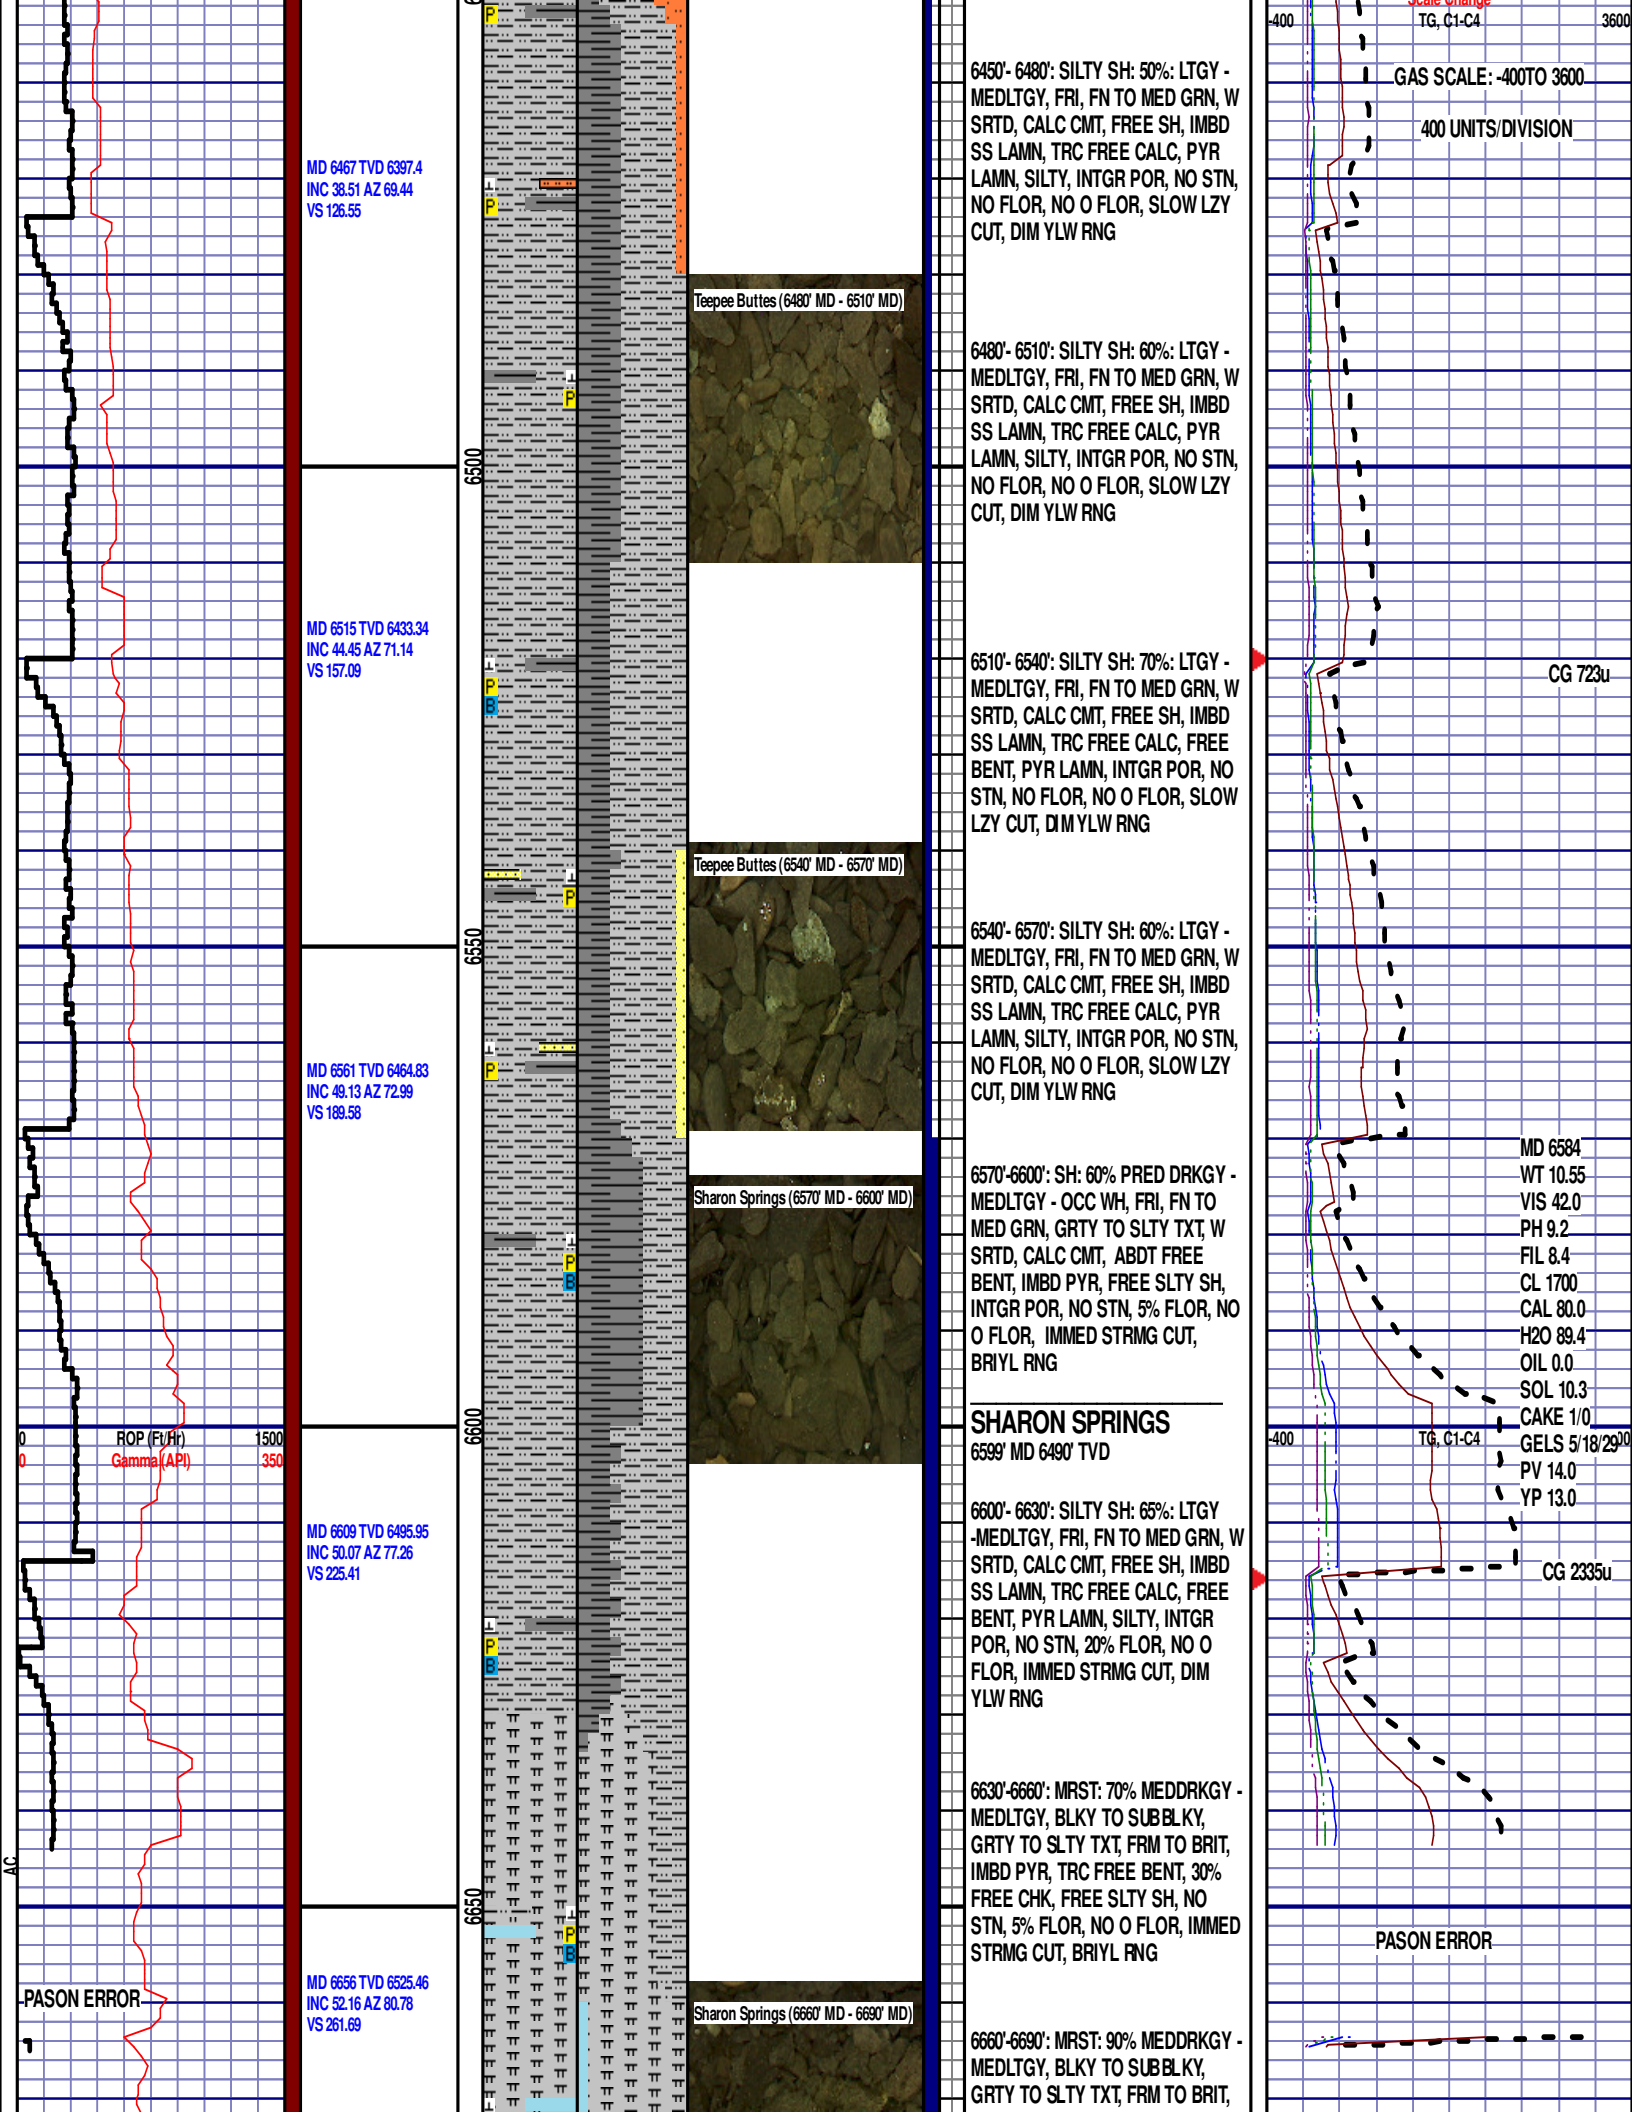 Scale Change
-400 TG, C1-C4 3600
GAS SCALE: -400TO 3600
400 UNITS/DIVISION
P
6450'- 6480': SILTY SH: 50%: LTGY -
MEDLTGY, FRI, FN TO MED GRN, W
SRTD, CALC CMT, FREE SH, IMBD
SS LAMN, TRC FREE CALC, PYR
LAMN, SILTY, INTGR POR, NO STN,
NO FLOR, NO O FLOR, SLOW LZY
CUT, DIM YLW RNG
MD 6467 TVD 6397.4
INC 38.51 AZ 69.44
VS 126.55
P
Teepee Buttes (6480' MD - 6510' MD)
6480'- 6510': SILTY SH: 60%: LTGY -
MEDLTGY, FRI, FN TO MED GRN, W
SRTD, CALC CMT, FREE SH, IMBD
SS LAMN, TRC FREE CALC, PYR
LAMN, SILTY, INTGR POR, NO STN,
NO FLOR, NO O FLOR, SLOW LZY
CUT, DIM YLW RNG
P
6500
MD 6515 TVD 6433.34
INC 44.45 AZ 71.14
VS 157.09
P
B
6510'- 6540': SILTY SH: 70%: LTGY -
MEDLTGY, FRI, FN TO MED GRN, W
SRTD, CALC CMT, FREE SH, IMBD
SS LAMN, TRC FREE CALC, FREE
BENT, PYR LAMN, INTGR POR, NO
STN, NO FLOR, NO O FLOR, SLOW
LZY CUT, DIM YLW RNG
CG 723u
Teepee Buttes (6540' MD - 6570' MD)
P
6550
6540'- 6570': SILTY SH: 60%: LTGY -
MEDLTGY, FRI, FN TO MED GRN, W
SRTD, CALC CMT, FREE SH, IMBD
SS LAMN, TRC FREE CALC, PYR
LAMN, SILTY, INTGR POR, NO STN,
NO FLOR, NO O FLOR, SLOW LZY
CUT, DIM YLW RNG
MD 6561 TVD 6464.83
INC 49.13 AZ 72.99
VS 189.58
P
Sharon Springs (6570' MD - 6600' MD)
P
B
6570'-6600': SH: 60% PRED DRKGY -
MEDLTGY - OCC WH, FRI, FN TO
MED GRN, GRTY TO SLTY TXT, W
SRTD, CALC CMT, ABDT FREE
BENT, IMBD PYR, FREE SLTY SH,
INTGR POR, NO STN, 5% FLOR, NO
O FLOR, IMMED STRMG CUT,
BRIYL RNG
MD 6584
WT 10.55
VIS 42.0
PH 9.2
FIL 8.4
CL 1700
CAL 80.0
H2O 89.4
OIL 0.0
SOL 10.3
CAKE 1/0
GELS 5/18/29
PV 14.0
YP 13.0
6600
0 ROP (Ft/Hr) 1500
0 Gamma (API) 350
SHARON SPRINGS
6599' MD 6490' TVD
-400 TG, C1-C4
6600'- 6630': SILTY SH: 65%: LTGY
-MEDLTGY, FRI, FN TO MED GRN, W
SRTD, CALC CMT, FREE SH, IMBD
SS LAMN, TRC FREE CALC, FREE
BENT, PYR LAMN, SILTY, INTGR
POR, NO STN, 20% FLOR, NO O
FLOR, IMMED STRMG CUT, DIM
YLW RNG
MD 6609 TVD 6495.95
INC 50.07 AZ 77.26
VS 225.41
CG 2335u
P
B
6630'-6660': MRST: 70% MEDDRKGY -
MEDLTGY, BLKY TO SUBBLKY,
GRTY TO SLTY TXT, FRM TO BRIT,
IMBD PYR, TRC FREE BENT, 30%
FREE CHK, FREE SLTY SH, NO
STN, 5% FLOR, NO O FLOR, IMMED
STRMG CUT, BRIYL RNG
AC
6650
P
B
PASON ERROR
MD 6656 TVD 6525.46
INC 52.16 AZ 80.78
VS 261.69
PASON ERROR
Sharon Springs (6660' MD - 6690' MD)
6660'-6690': MRST: 90% MEDDRKGY -
MEDLTGY, BLKY TO SUBBLKY,
GRTY TO SLTY TXT, FRM TO BRIT,